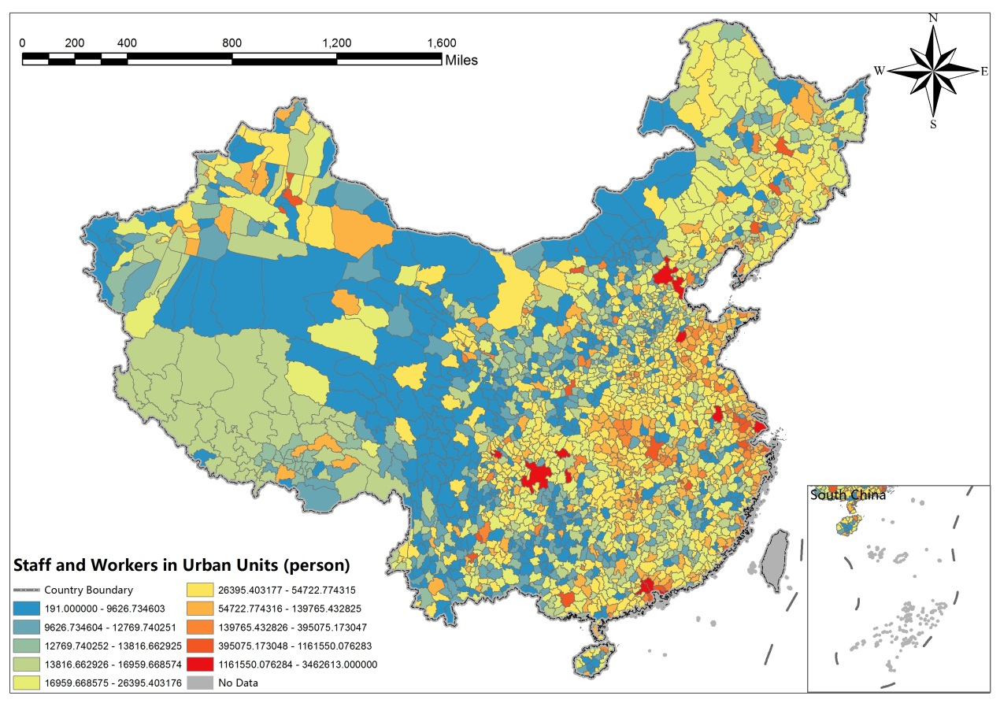 0 200 400 800 1,200 1,600
Miles
N
W E
S
South China
Staff and Workers in Urban Units (person)
Country Boundary
191.000000 - 9626.734603
9626.734604 - 12769.740251
12769.740252 - 13816.662925
13816.662926 - 16959.668574
16959.668575 - 26395.403176
26395.403177 - 54722.774315
54722.774316 - 139765.432825
139765.432826 - 395075.173047
395075.173048 - 1161550.076283
1161550.076284 - 3462613.000000
No Data